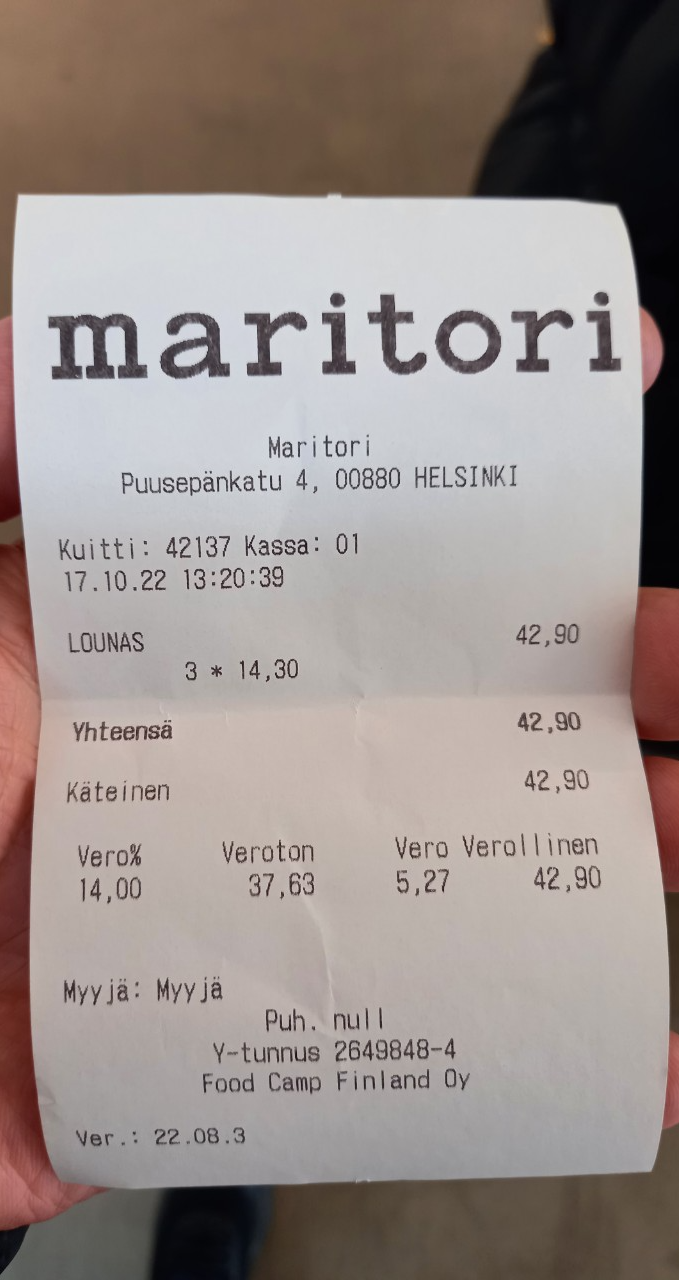 maritori
Maritori
Puusepänkatu 4, 00880 HELSINKI
Kuitti: 42137 Kassa: 01
17.10.22 13:20:39
LOUNAS 42,90
3 * 14,30
Yhteensä 42,90
Käteinen 42,90
Vero% Veroton Vero Verollinen
14,00 37,63 5,27 42,90
Myyjä: Myyjä
Puh. null
Y-tunnus 2649848-4
Food Camp Finland Oy
Ver.: 22.08.3